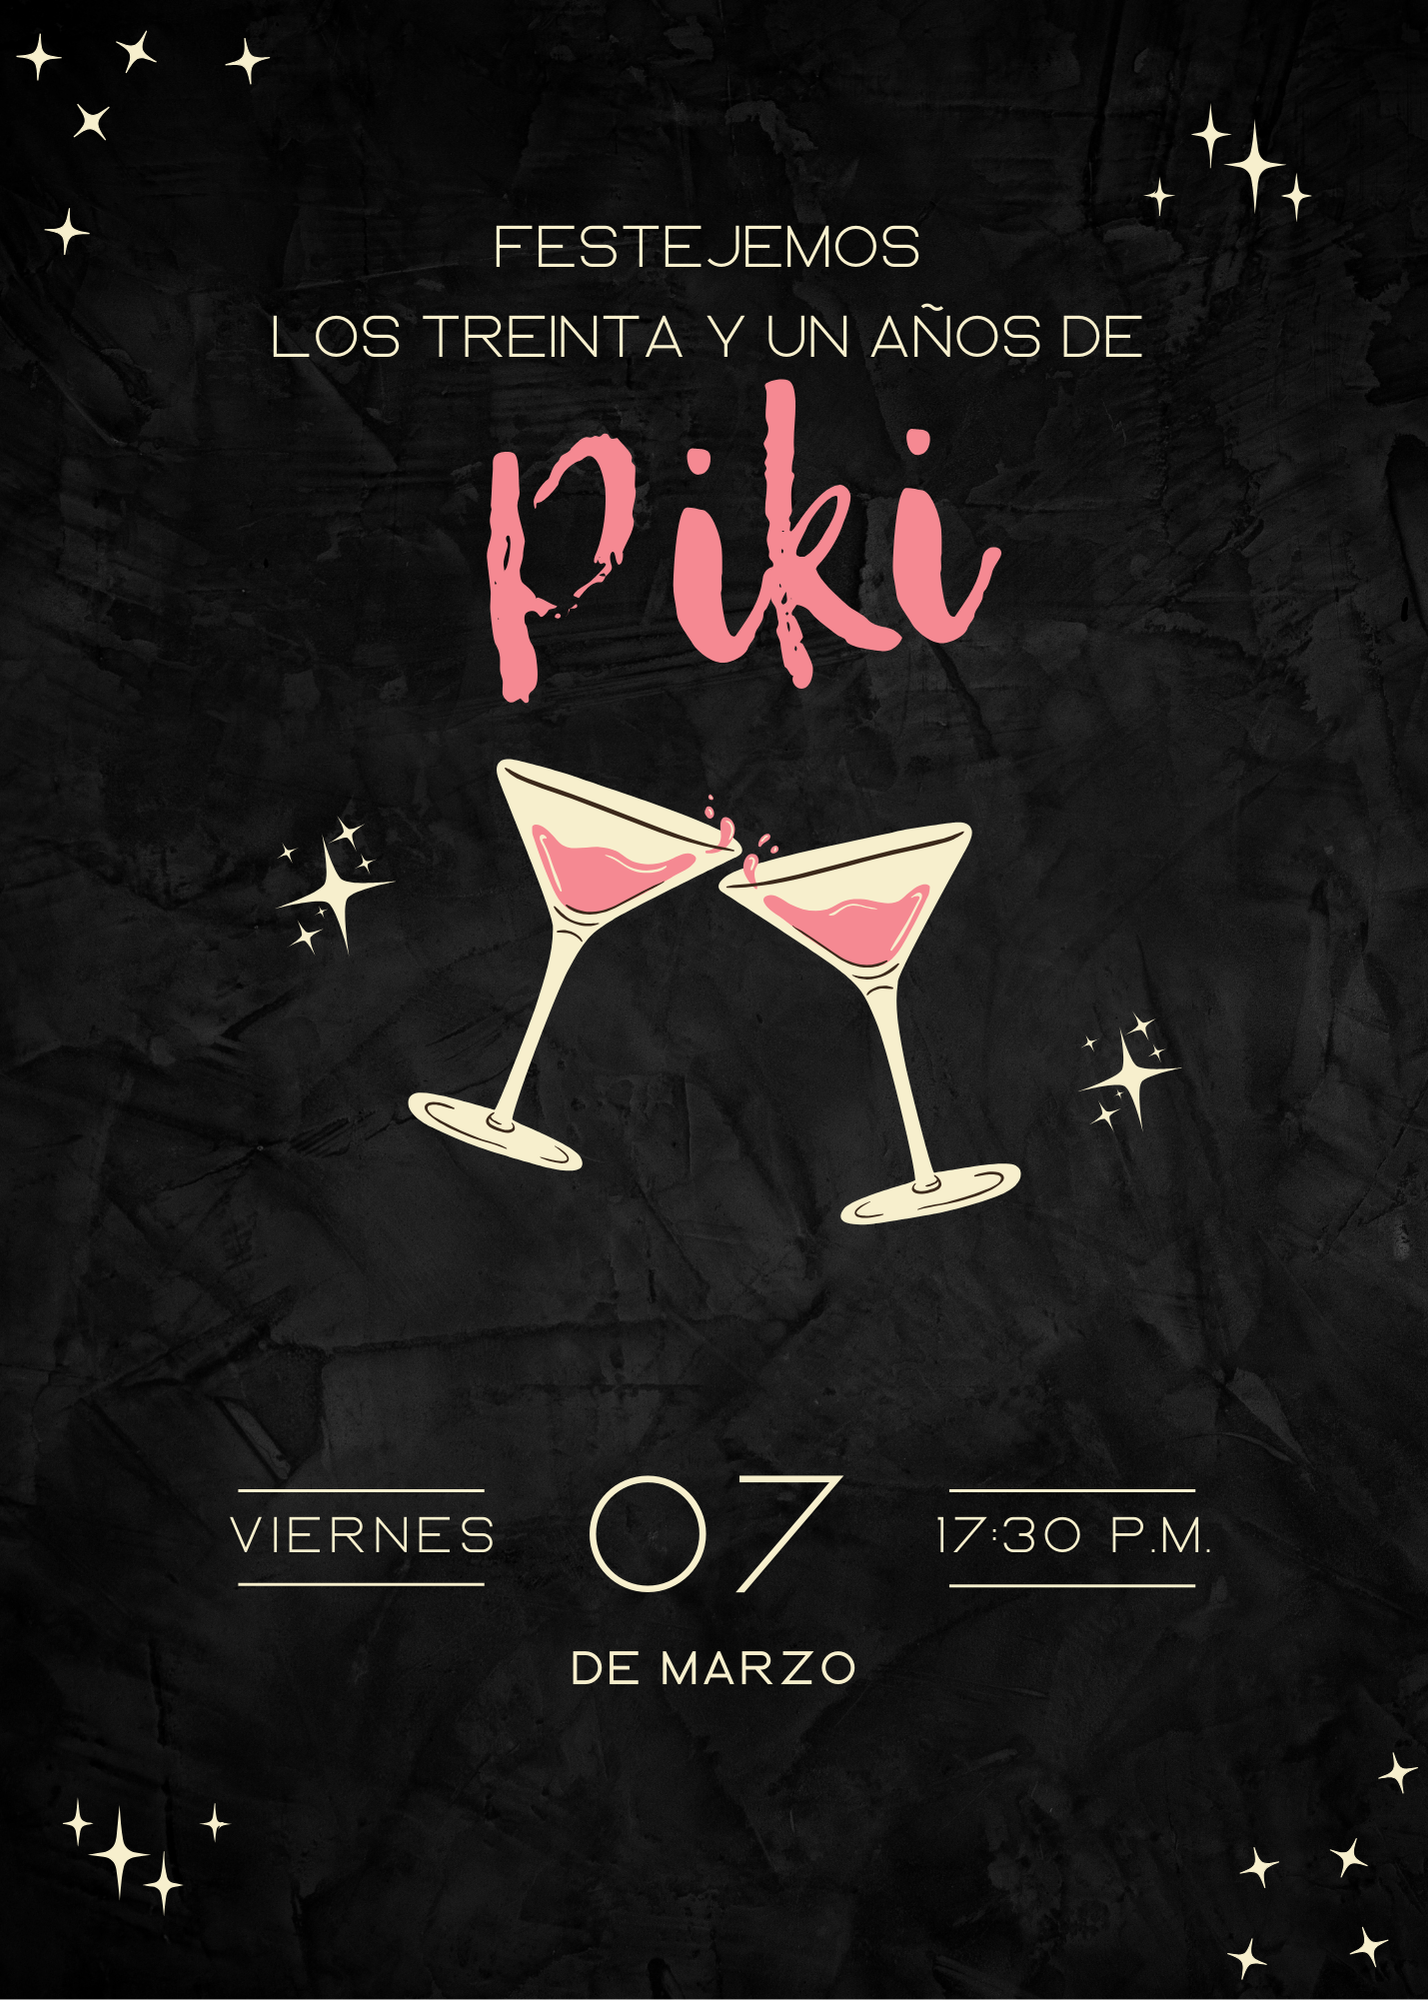 FESTEJEMOS
LOS TREINTA Y UN AÑOS DE
Piki
VIERNES 07 17:30 P.M.
DE MARZO